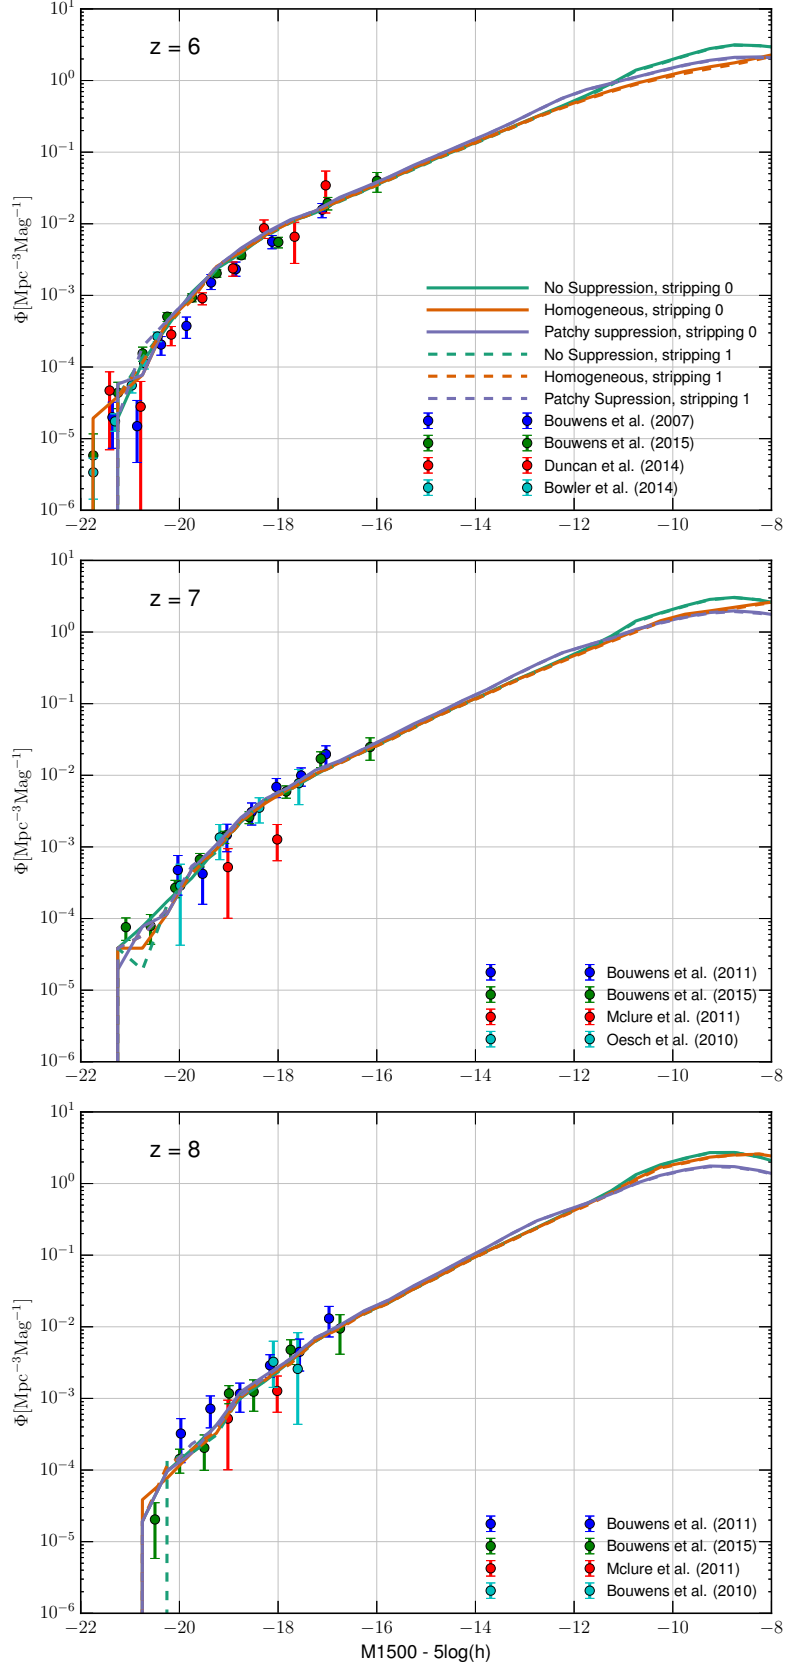 10^1
10^0
10^{-1}
10^{-2}
10^{-3}
10^{-4}
10^{-5}
10^{-6}
Φ[Mpc^{-3}Mag^{-1}]
z = 6
No Suppression, stripping 0
Homogeneous, stripping 0
Patchy suppression, stripping 0
No Suppression, stripping 1
Homogeneous, stripping 1
Patchy Supression, stripping 1
Bouwens et al. (2007)
Bouwens et al. (2015)
Duncan et al. (2014)
Bowler et al. (2014)
−22 −20 −18 −16 −14 −12 −10 −8
10^1
10^0
10^{-1}
10^{-2}
10^{-3}
10^{-4}
10^{-5}
10^{-6}
Φ[Mpc^{-3}Mag^{-1}]
z = 7
Bouwens et al. (2011)
Bouwens et al. (2015)
Mclure et al. (2011)
Oesch et al. (2010)
−22 −20 −18 −16 −14 −12 −10 −8
10^1
10^0
10^{-1}
10^{-2}
10^{-3}
10^{-4}
10^{-5}
10^{-6}
Φ[Mpc^{-3}Mag^{-1}]
z = 8
Bouwens et al. (2011)
Bouwens et al. (2015)
Mclure et al. (2011)
Bouwens et al. (2010)
−22 −20 −18 −16 −14 −12 −10 −8
M1500 - 5log(h)